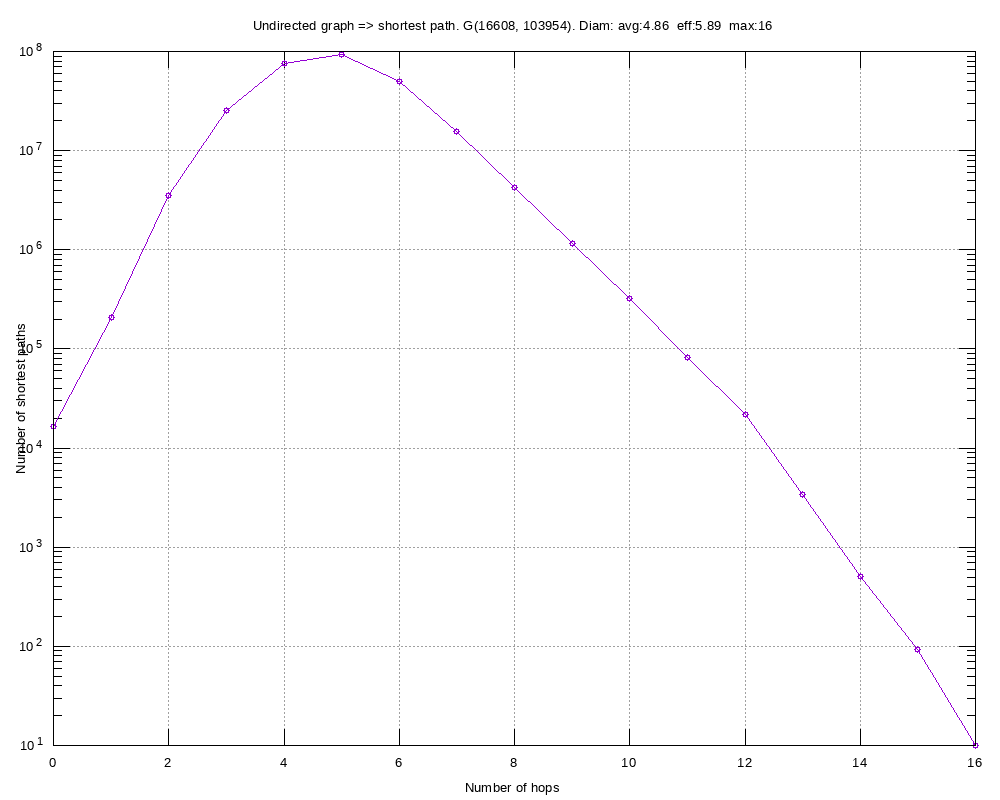 Undirected graph => shortest path. G(16608, 103954). Diam: avg:4.86 eff:5.89 max:16
Number of shortest paths
10^8
10^7
10^6
10^5
10^4
10^3
10^2
10^1
0 2 4 6 8 10 12 14 16
Number of hops